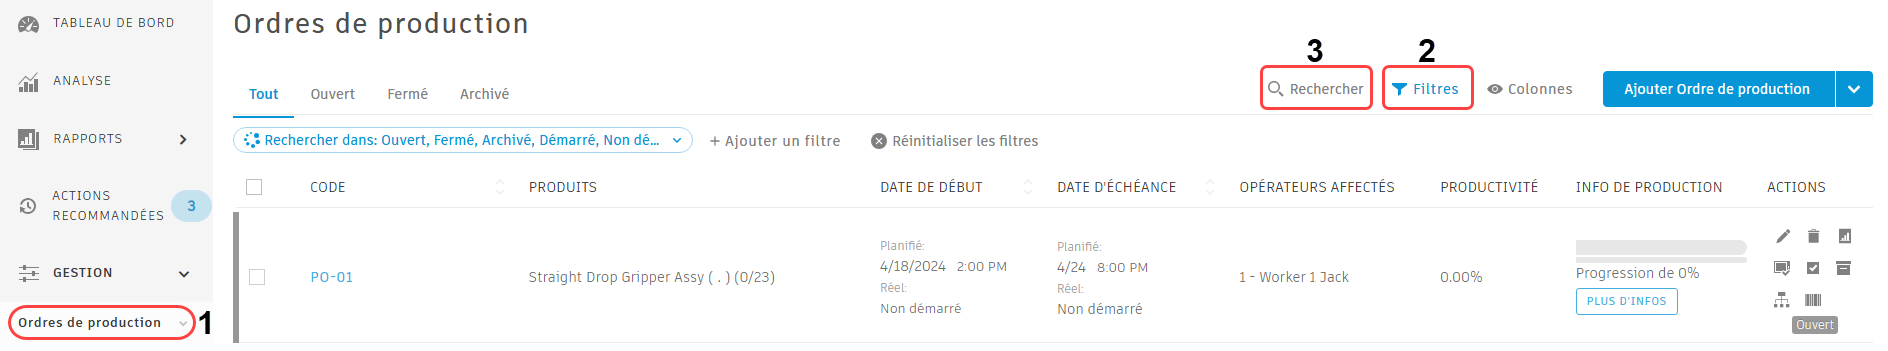 TABLEAU DE BORD
ANALYSE
RAPPORTS
ACTIONS
RECOMMANDÉES
3
GESTION
Ordres de production
1
Ordres de production
3
2
Tout
Ouvert
Fermé
Archivé
Rechercher
Filtres
Colonnes
Ajouter Ordre de production
Rechercher dans: Ouvert, Fermé, Archivé, Démarré, Non dé...
+ Ajouter un filtre
Réinitialiser les filtres
CODE
PRODUITS
DATE DE DÉBUT
DATE D'ÉCHÉANCE
OPÉRATEURS AFFECTÉS
PRODUCTIVITÉ
INFO DE PRODUCTION
ACTIONS
PO-01
Straight Drop Gripper Assy ( . ) (0/23)
Planifié:
4/18/2024 2:00 PM
Réel:
Non démarré
Planifié:
4/24 8:00 PM
Réel:
Non démarré
1 - Worker 1 Jack
0.00%
Progression de 0%
PLUS D'INFOS
Ouvert